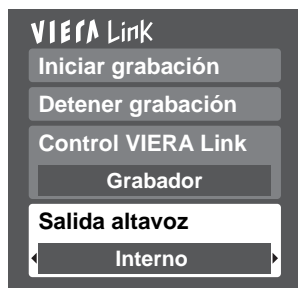 VIERA Link
Iniciar grabación
Detener grabación
Control VIERA Link
Grabador
Salida altavoz
Interno